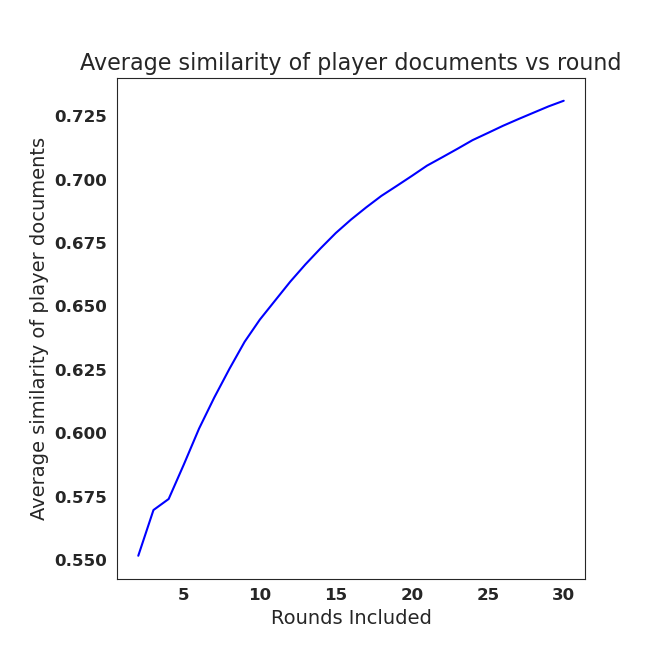 Average similarity of player documents vs round
Average similarity of player documents
0.725
0.700
0.675
0.650
0.625
0.600
0.575
0.550
5 10 15 20 25 30
Rounds Included